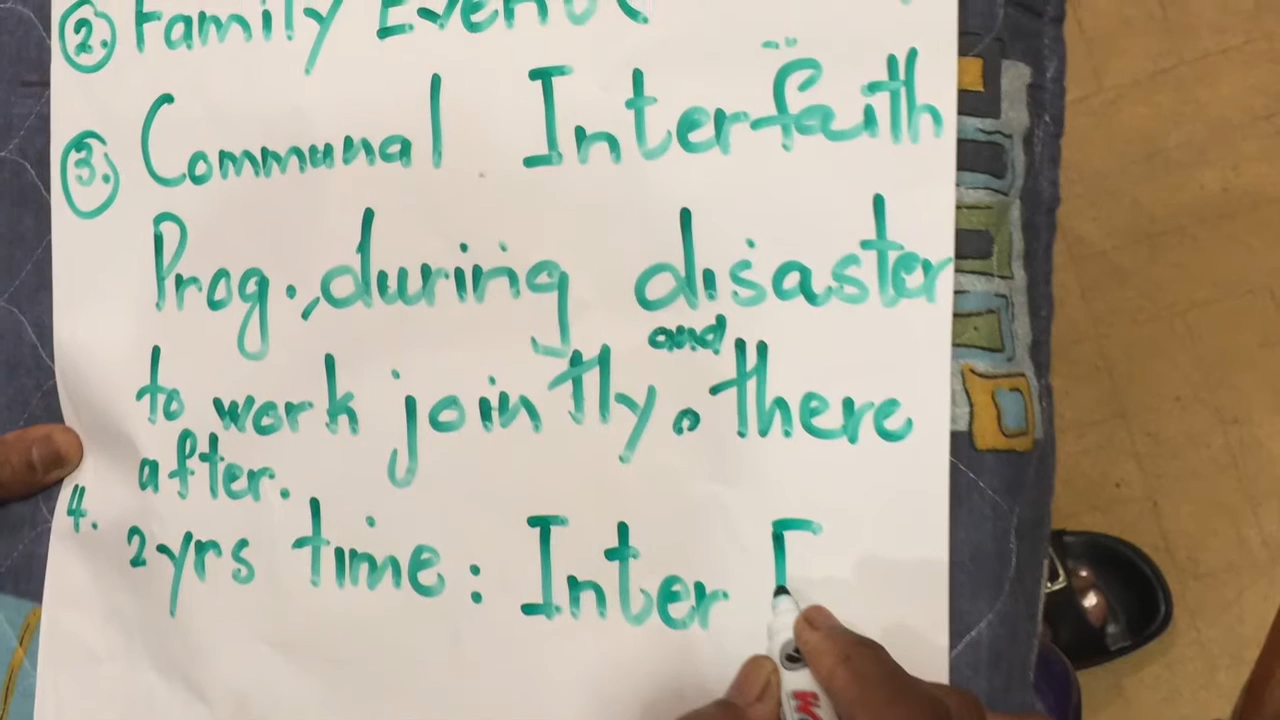 2. Family Event
3. Communal Interfaith
Prog., during disaster
to work jointly. and there
after.
4. 2yrs time: Inter F